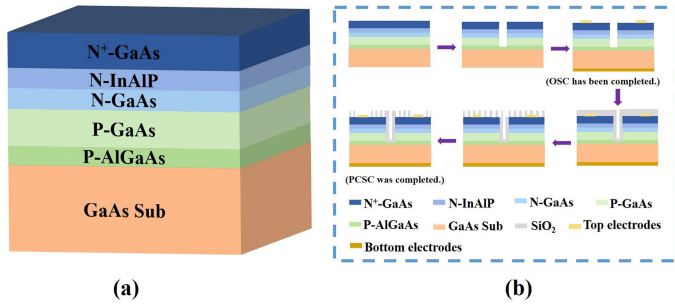 N⁺-GaAs
N-InAlP
N-GaAs
P-GaAs
P-AlGaAs
GaAs Sub
(a)
(OSC has been completed.)
(PCSC was completed.)
N⁺-GaAs N-InAlP N-GaAs P-GaAs
P-AlGaAs GaAs Sub SiO₂ Top electrodes
Bottom electrodes
(b)